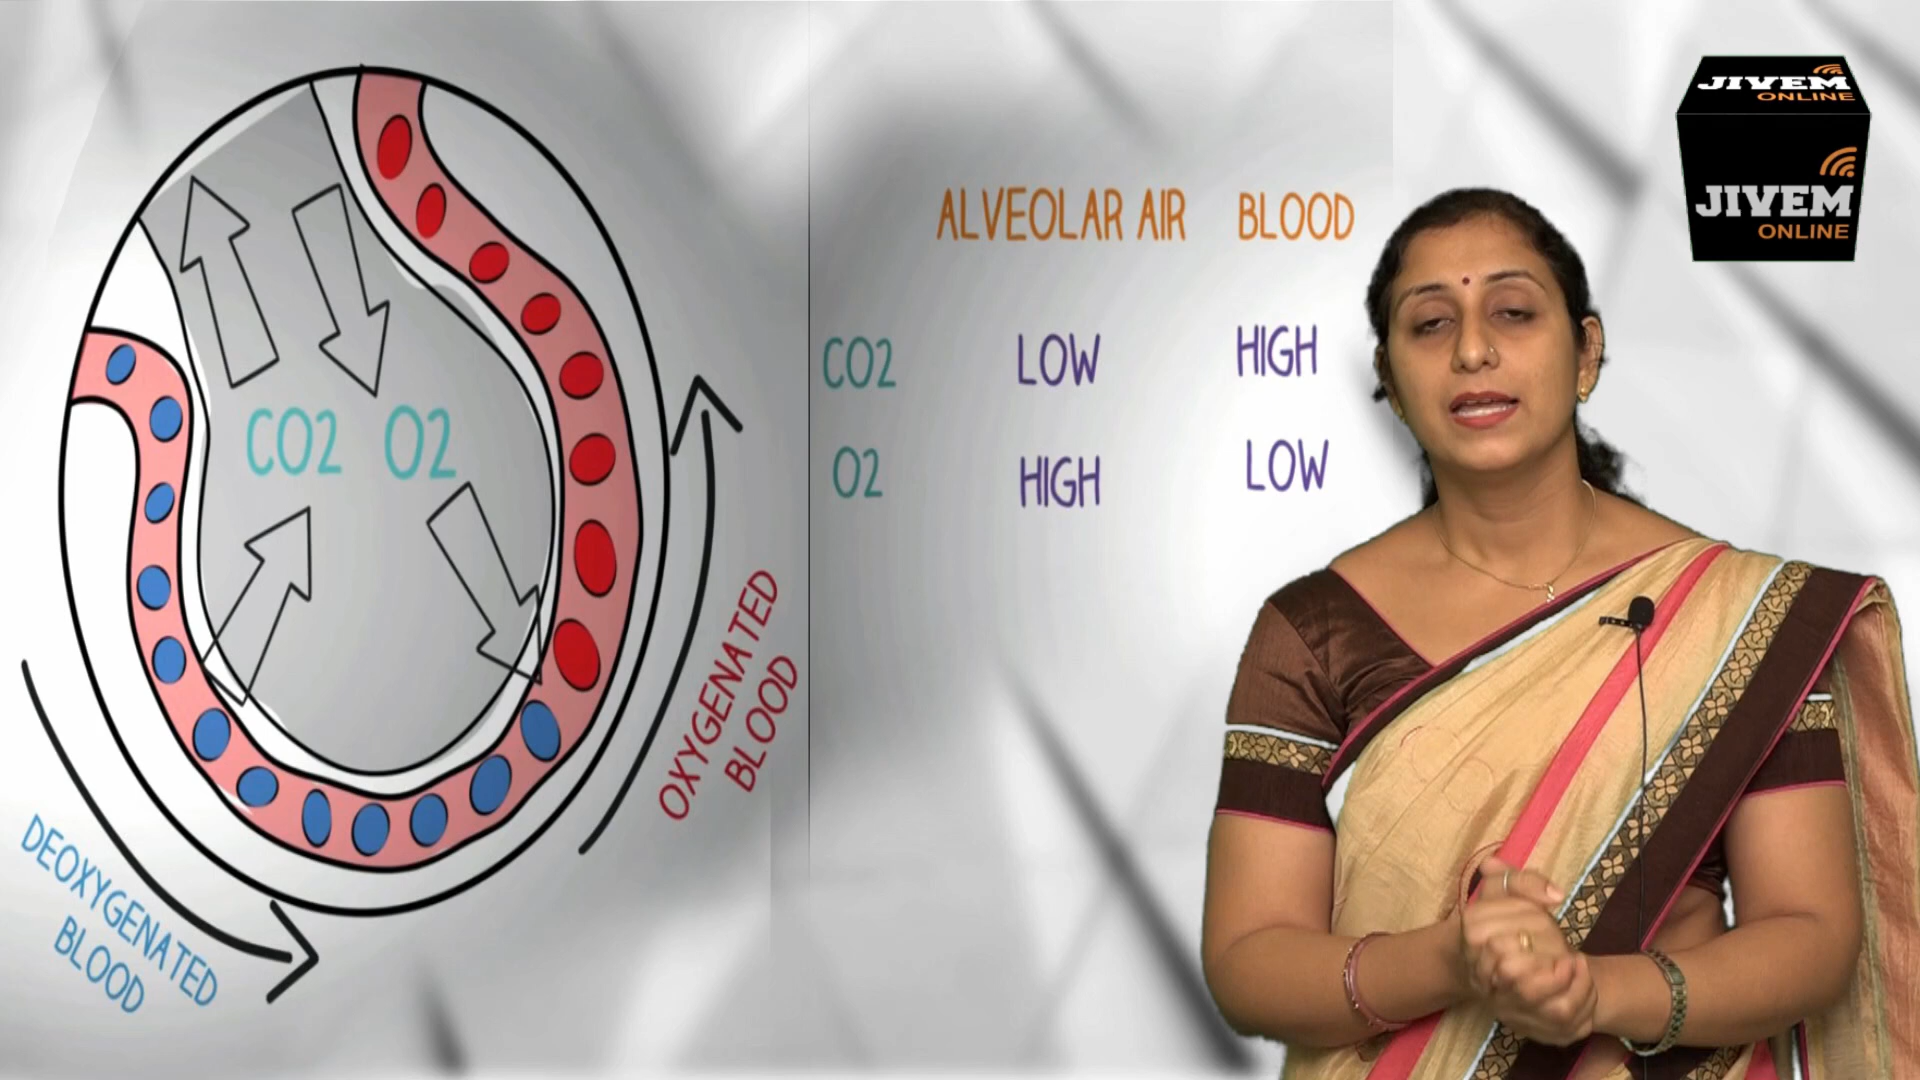 JIVEM
ONLINE
JIVEM
ONLINE
ALVEOLAR AIR BLOOD
CO2 LOW HIGH
O2 HIGH LOW
CO2 O2
OXYGENATED
BLOOD
DEOXYGENATED
BLOOD